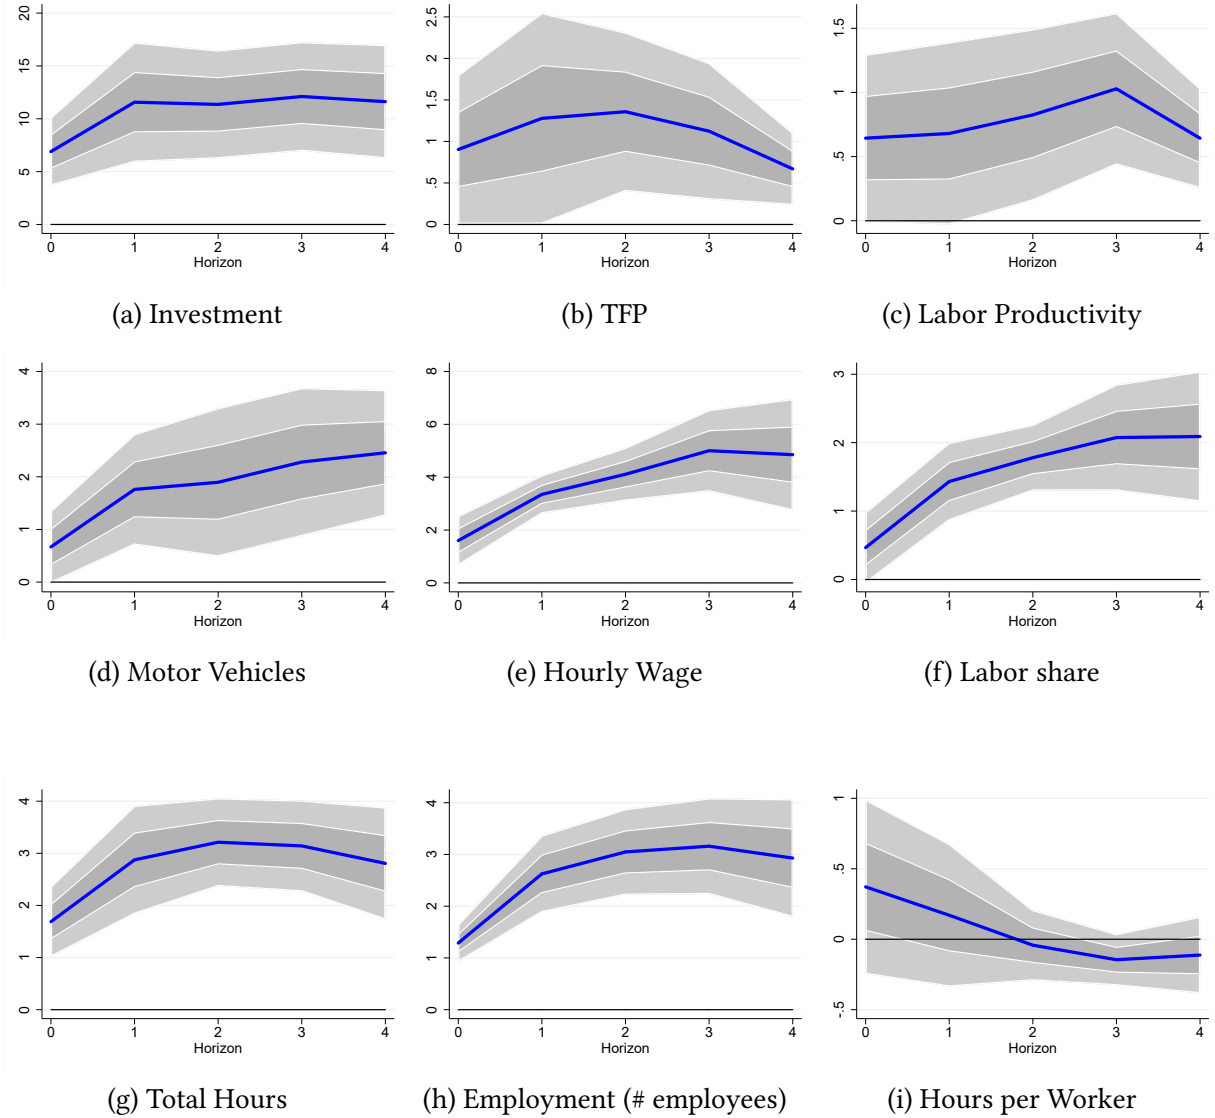 20
15
10
5
0
0 1 2 3 4
Horizon
(a) Investment
2.5
2
1.5
1
.5
0
0 1 2 3 4
Horizon
(b) TFP
1.5
1
.5
0
0 1 2 3 4
Horizon
(c) Labor Productivity
4
3
2
1
0
0 1 2 3 4
Horizon
(d) Motor Vehicles
8
6
4
2
0
0 1 2 3 4
Horizon
(e) Hourly Wage
3
2
1
0
0 1 2 3 4
Horizon
(f) Labor share
4
3
2
1
0
0 1 2 3 4
Horizon
(g) Total Hours
4
3
2
1
0
0 1 2 3 4
Horizon
(h) Employment (# employees)
1
.5
0
-.5
0 1 2 3 4
Horizon
(i) Hours per Worker